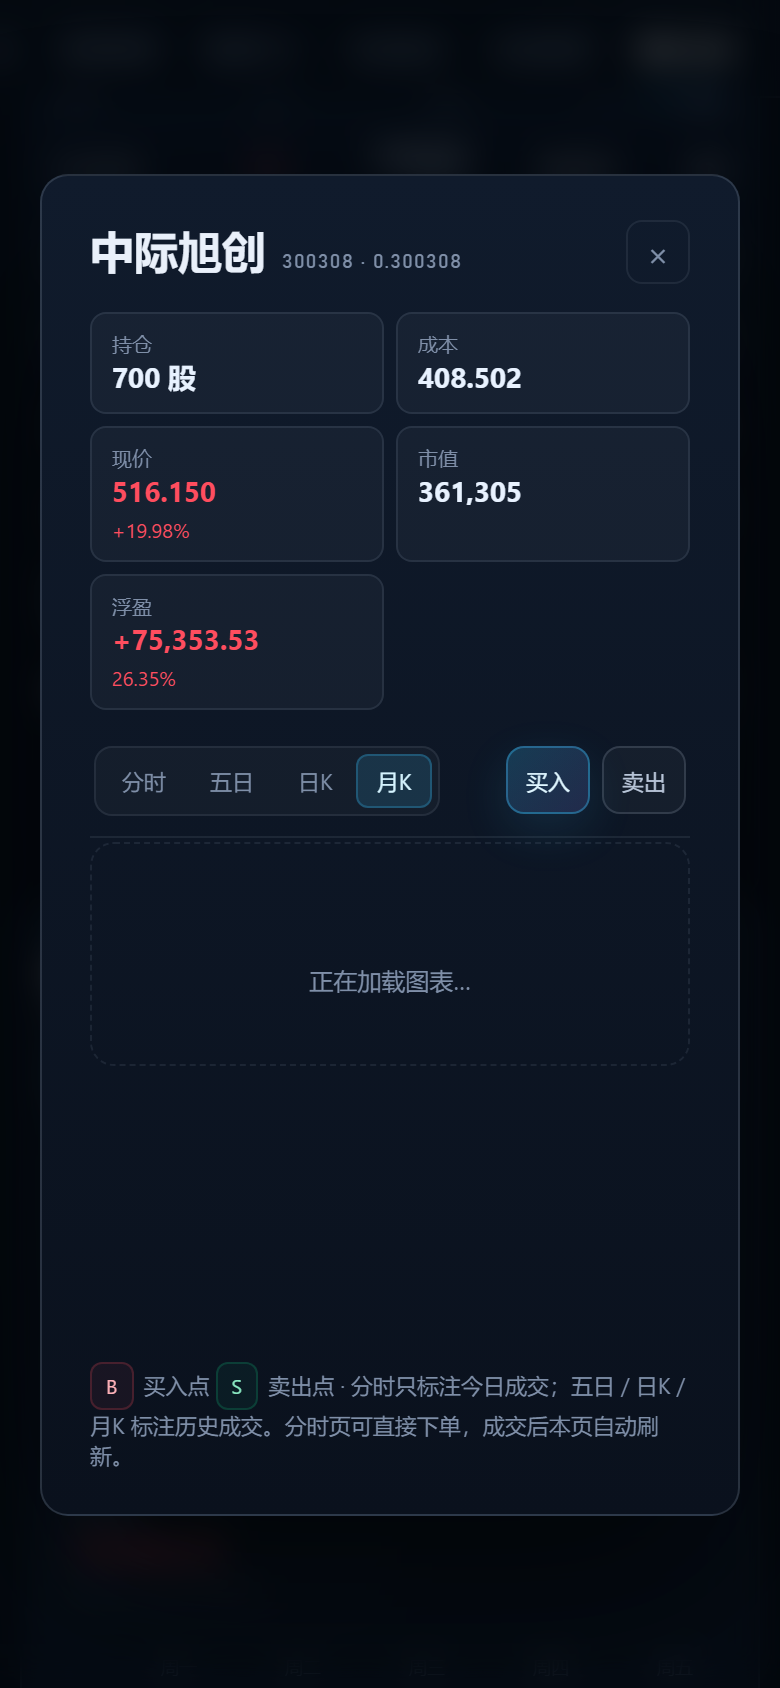 中际旭创 300308 · 0.300308 ×
持仓
700 股
成本
408.502
现价
516.150
+19.98%
市值
361,305
浮盈
+75,353.53
26.35%
分时 五日 日K 月K 买入 卖出
正在加载图表...
B 买入点 S 卖出点 · 分时只标注今日成交；五日 / 日K /
月K 标注历史成交。分时页可直接下单，成交后本页自动刷
新。